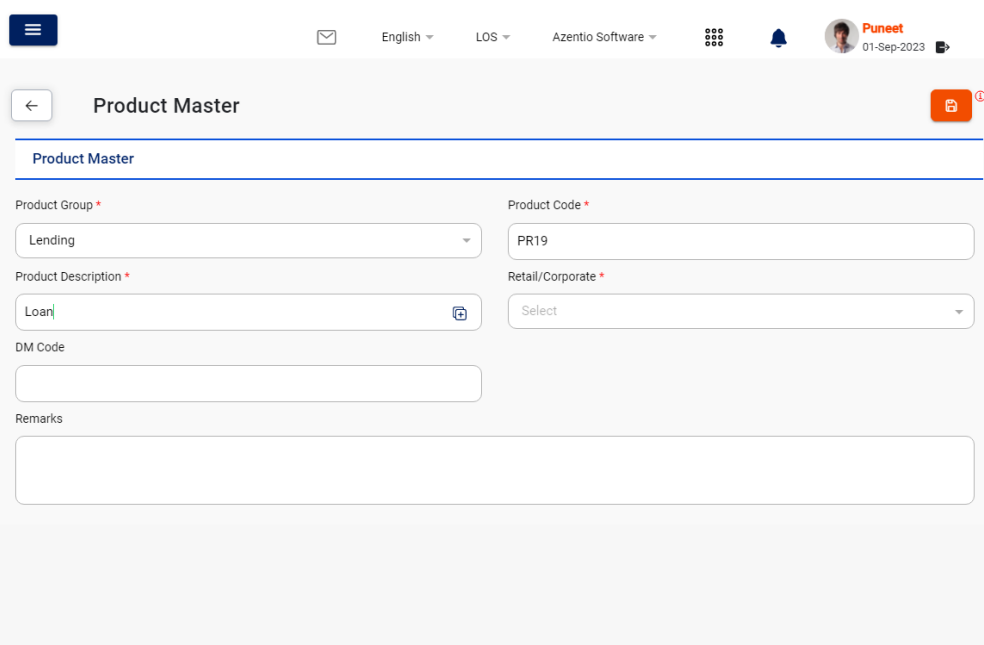 English
LOS
Azentio Software
Puneet
01-Sep-2023
Product Master
Product Master
Product Group *
Product Code *
Lending
PR19
Product Description *
Retail/Corporate *
Loan
Select
DM Code
Remarks